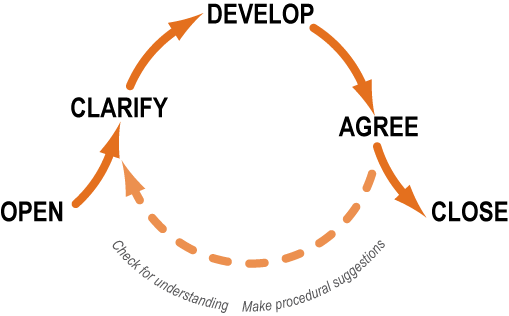 DEVELOP
CLARIFY
AGREE
OPEN
CLOSE
Check for understanding
Make procedural suggestions